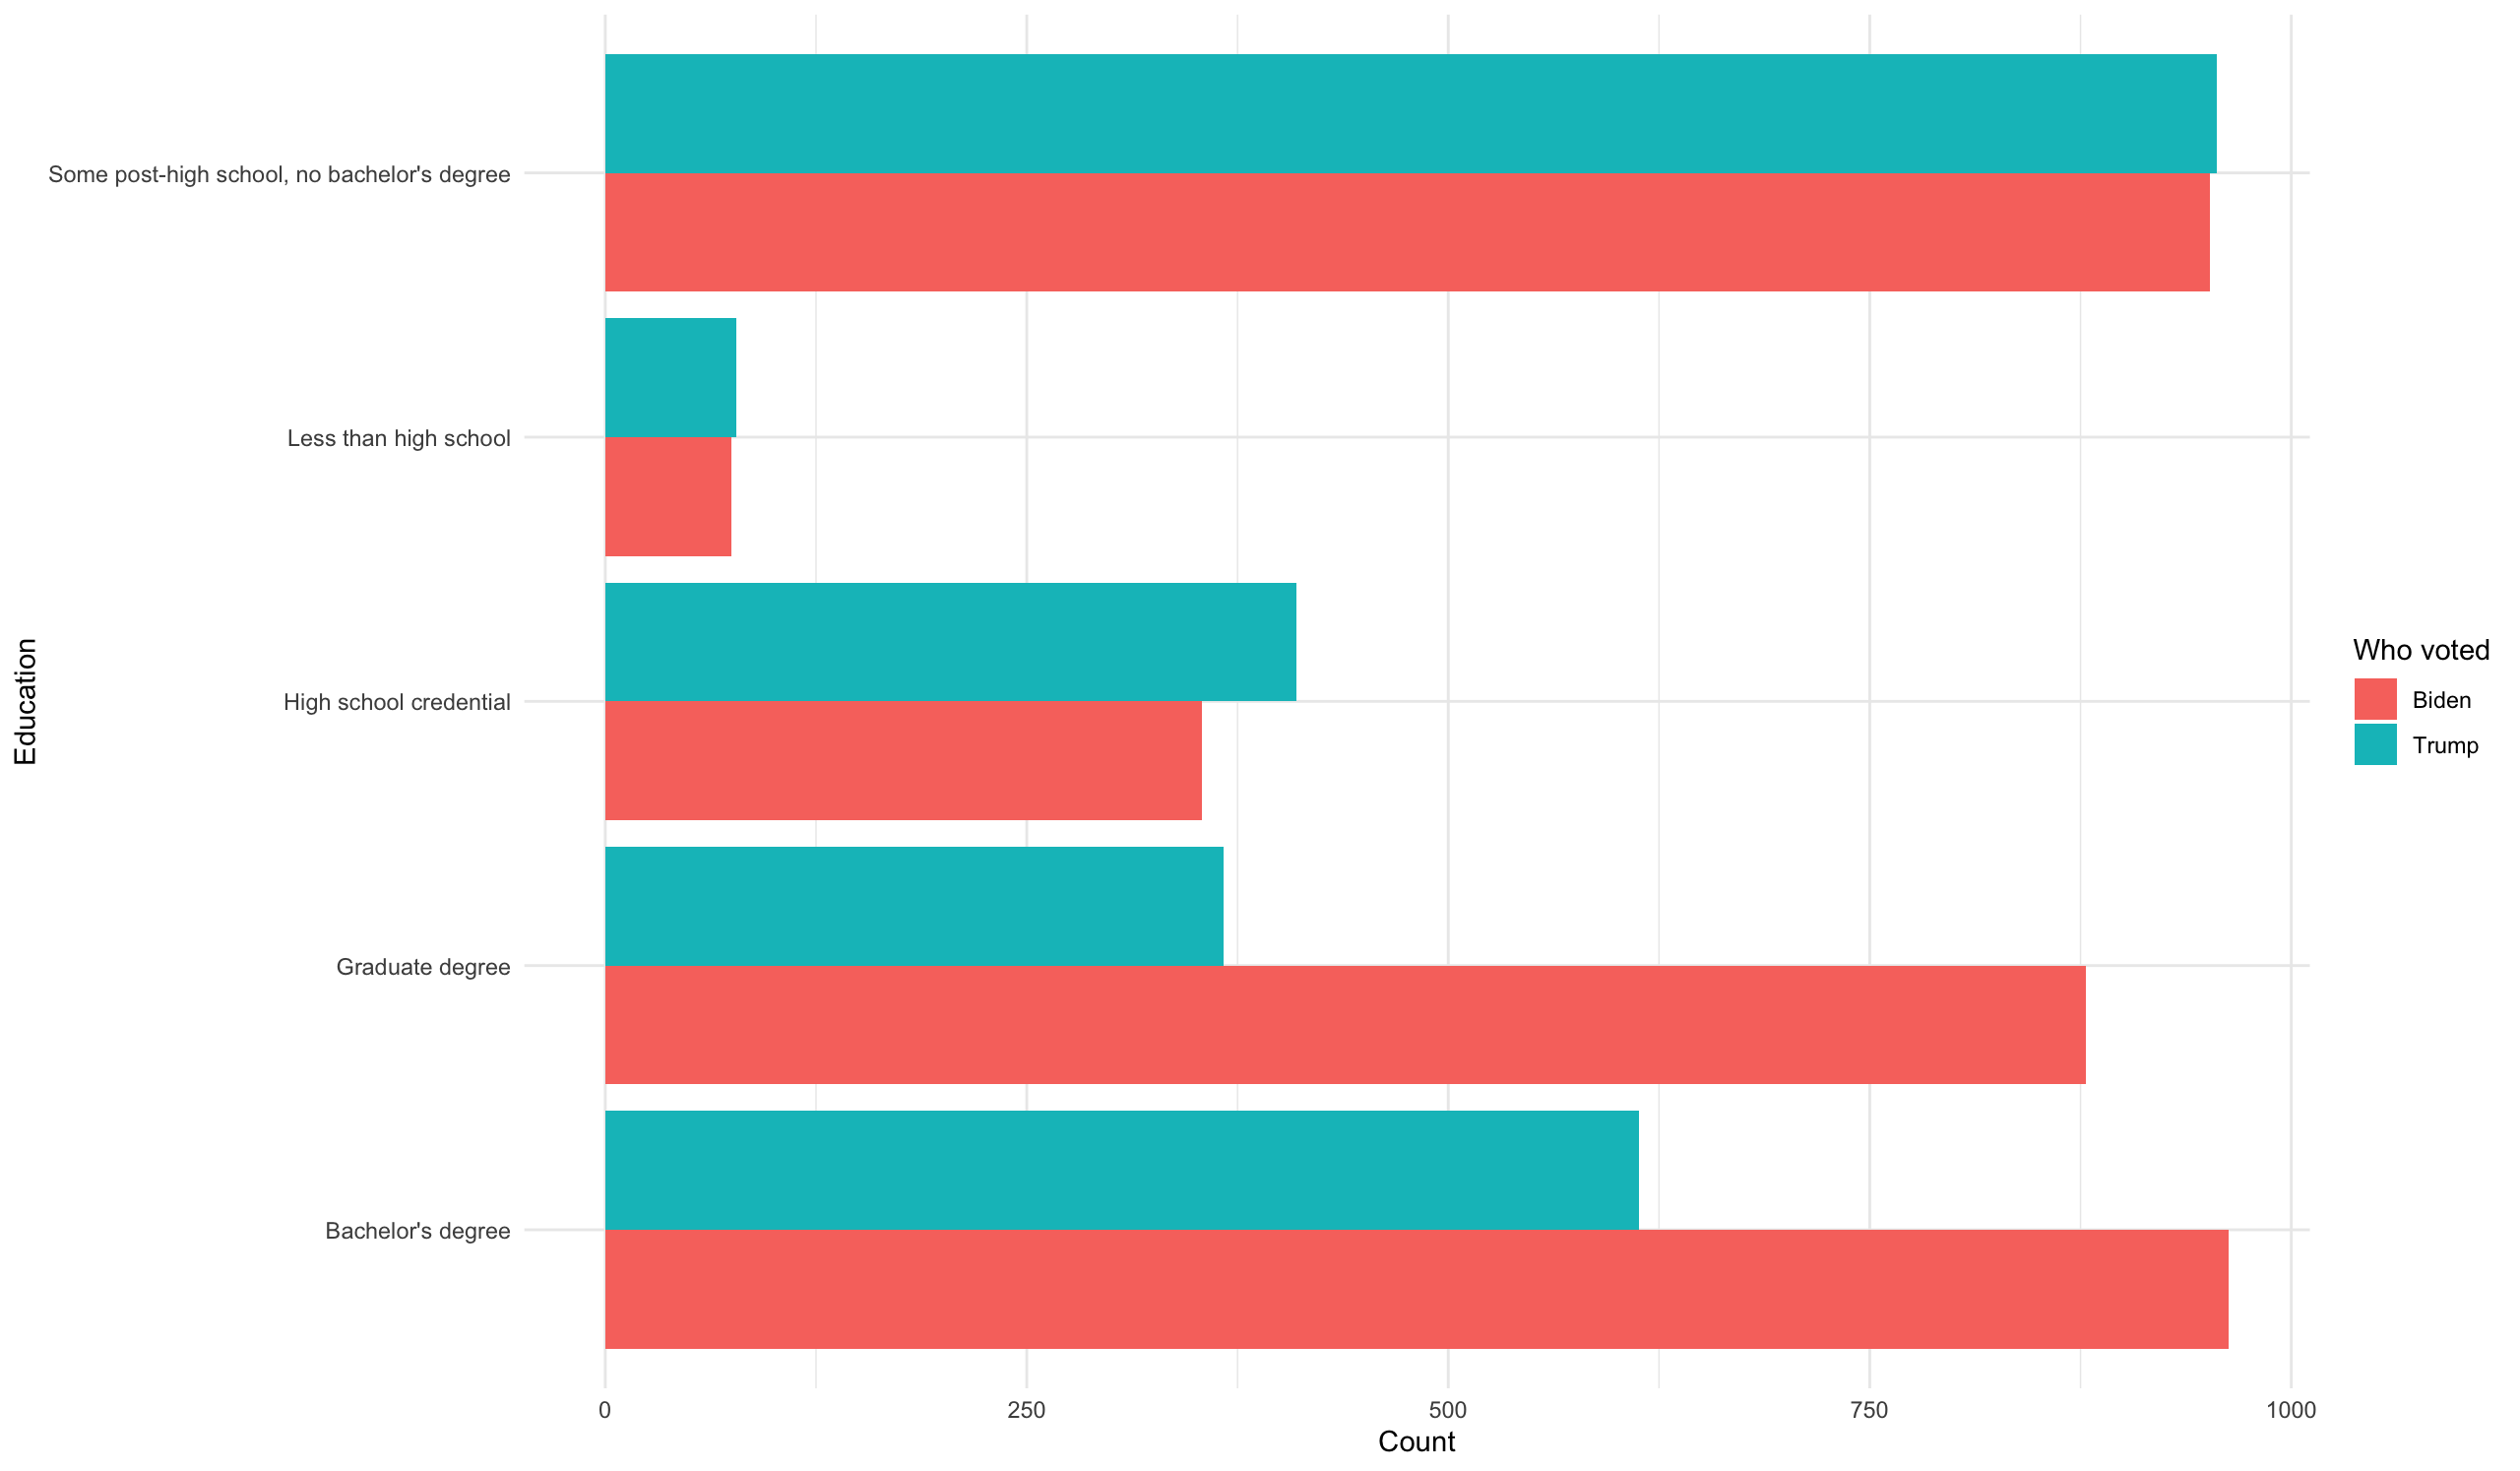 Some post-high school, no bachelor's degree
Less than high school
High school credential
Graduate degree
Bachelor's degree
Education
0 250 500 750 1000
Count
Who voted
Biden
Trump